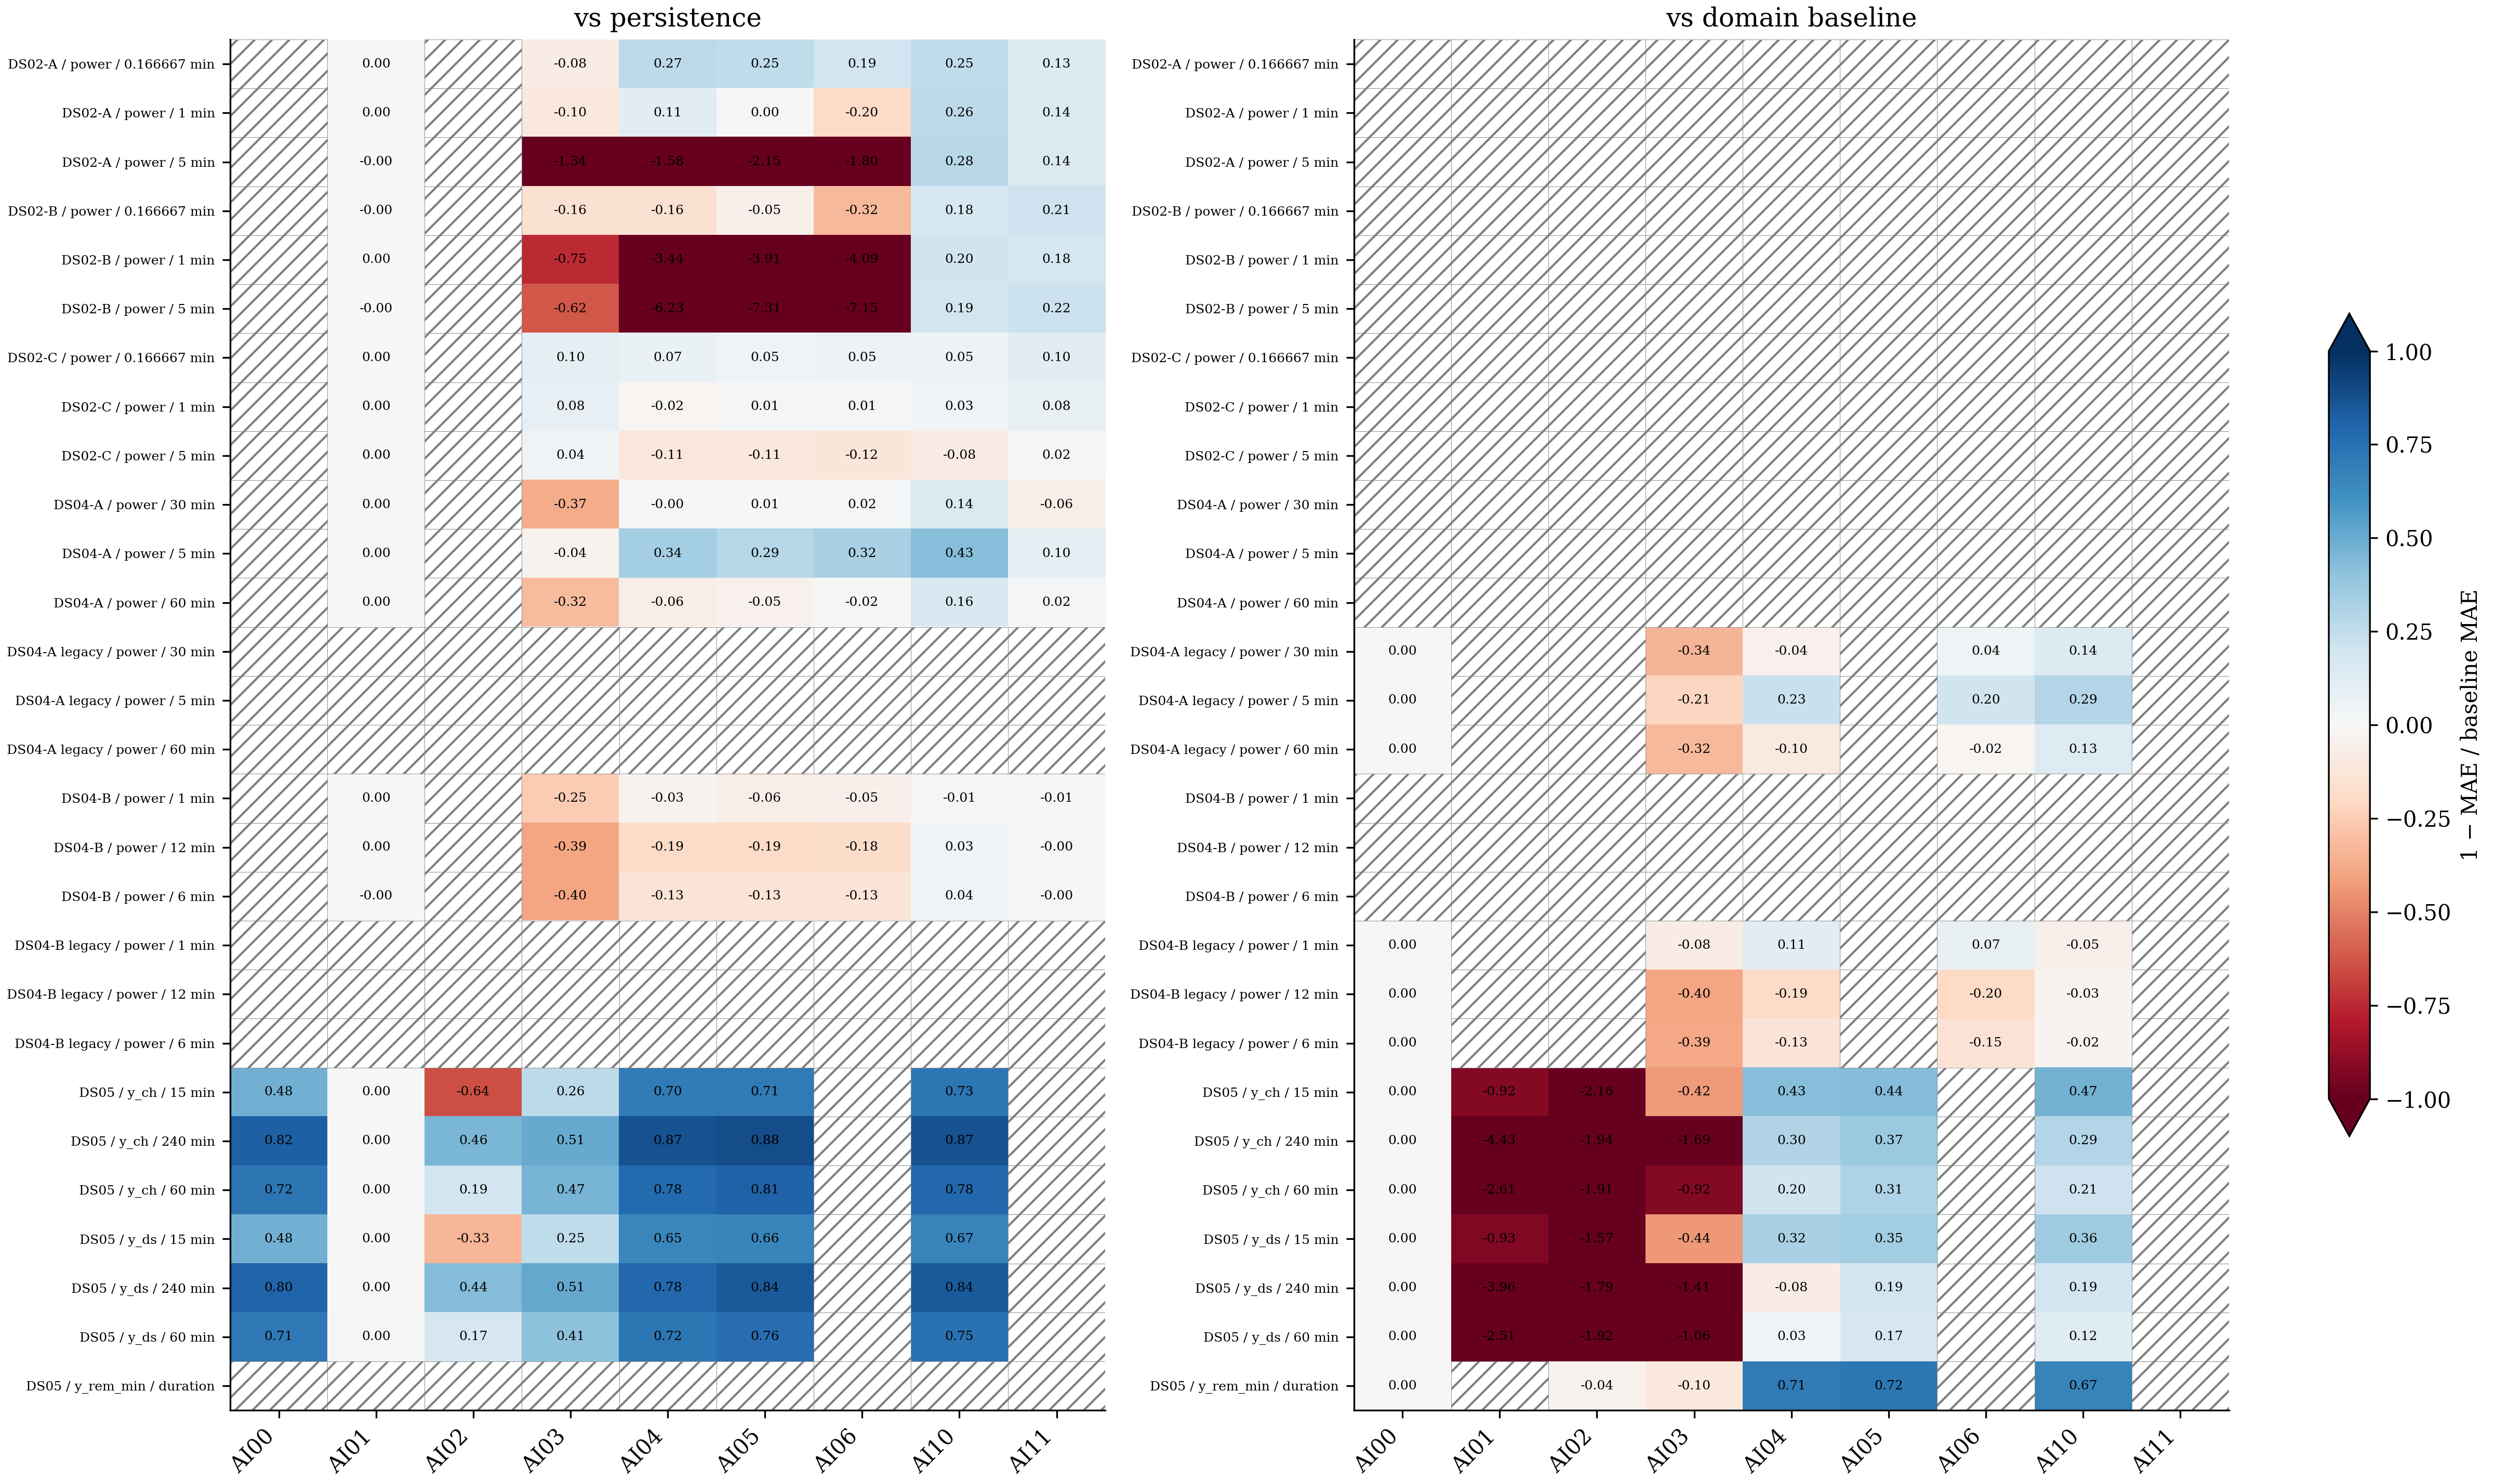 vs persistence
DS02-A / power / 0.166667 min 0.00 -0.08 0.27 0.25 0.19 0.25 0.13
DS02-A / power / 1 min 0.00 -0.10 0.11 0.00 -0.20 0.26 0.14
DS02-A / power / 5 min -0.00 -1.34 -1.58 -2.15 -1.80 0.28 0.14
DS02-B / power / 0.166667 min -0.00 -0.16 -0.16 -0.05 -0.32 0.18 0.21
DS02-B / power / 1 min 0.00 -0.75 -3.44 -3.91 -4.09 0.20 0.18
DS02-B / power / 5 min -0.00 -0.62 -6.23 -7.31 -7.15 0.19 0.22
DS02-C / power / 0.166667 min 0.00 0.10 0.07 0.05 0.05 0.05 0.10
DS02-C / power / 1 min 0.00 0.08 -0.02 0.01 0.01 0.03 0.08
DS02-C / power / 5 min 0.00 0.04 -0.11 -0.11 -0.12 -0.08 0.02
DS04-A / power / 30 min 0.00 -0.37 -0.00 0.01 0.02 0.14 -0.06
DS04-A / power / 5 min 0.00 -0.04 0.34 0.29 0.32 0.43 0.10
DS04-A / power / 60 min 0.00 -0.32 -0.06 -0.05 -0.02 0.16 0.02
DS04-A legacy / power / 30 min
DS04-A legacy / power / 5 min
DS04-A legacy / power / 60 min
DS04-B / power / 1 min 0.00 -0.25 -0.03 -0.06 -0.05 -0.01 -0.01
DS04-B / power / 12 min 0.00 -0.39 -0.19 -0.19 -0.18 0.03 -0.00
DS04-B / power / 6 min -0.00 -0.40 -0.13 -0.13 -0.13 0.04 -0.00
DS04-B legacy / power / 1 min
DS04-B legacy / power / 12 min
DS04-B legacy / power / 6 min
DS05 / y_ch / 15 min 0.48 0.00 -0.64 0.26 0.70 0.71 0.73
DS05 / y_ch / 240 min 0.82 0.00 0.46 0.51 0.87 0.88 0.87
DS05 / y_ch / 60 min 0.72 0.00 0.19 0.47 0.78 0.81 0.78
DS05 / y_ds / 15 min 0.48 0.00 -0.33 0.25 0.65 0.66 0.67
DS05 / y_ds / 240 min 0.80 0.00 0.44 0.51 0.78 0.84 0.84
DS05 / y_ds / 60 min 0.71 0.00 0.17 0.41 0.72 0.76 0.75
DS05 / y_rem_min / duration
AI00 AI01 AI02 AI03 AI04 AI05 AI06 AI10 AI11
vs domain baseline
DS02-A / power / 0.166667 min
DS02-A / power / 1 min
DS02-A / power / 5 min
DS02-B / power / 0.166667 min
DS02-B / power / 1 min
DS02-B / power / 5 min
DS02-C / power / 0.166667 min
DS02-C / power / 1 min
DS02-C / power / 5 min
DS04-A / power / 30 min
DS04-A / power / 5 min
DS04-A / power / 60 min
DS04-A legacy / power / 30 min 0.00 -0.34 -0.04 0.04 0.14
DS04-A legacy / power / 5 min 0.00 -0.21 0.23 0.20 0.29
DS04-A legacy / power / 60 min 0.00 -0.32 -0.10 -0.02 0.13
DS04-B / power / 1 min
DS04-B / power / 12 min
DS04-B / power / 6 min
DS04-B legacy / power / 1 min 0.00 -0.08 0.11 0.07 -0.05
DS04-B legacy / power / 12 min 0.00 -0.40 -0.19 -0.20 -0.03
DS04-B legacy / power / 6 min 0.00 -0.39 -0.13 -0.15 -0.02
DS05 / y_ch / 15 min 0.00 -0.92 -2.16 -0.42 0.43 0.44 0.47
DS05 / y_ch / 240 min 0.00 -4.43 -1.94 -1.69 0.30 0.37 0.29
DS05 / y_ch / 60 min 0.00 -2.61 -1.91 -0.92 0.20 0.31 0.21
DS05 / y_ds / 15 min 0.00 -0.93 -1.57 -0.44 0.32 0.35 0.36
DS05 / y_ds / 240 min 0.00 -3.96 -1.79 -1.41 -0.08 0.19 0.19
DS05 / y_ds / 60 min 0.00 -2.51 -1.92 -1.06 0.03 0.17 0.12
DS05 / y_rem_min / duration 0.00 -0.04 -0.10 0.71 0.72 0.67
AI00 AI01 AI02 AI03 AI04 AI05 AI06 AI10 AI11
1.00
0.75
0.50
0.25
0.00
−0.25
−0.50
−0.75
−1.00
1 − MAE / baseline MAE